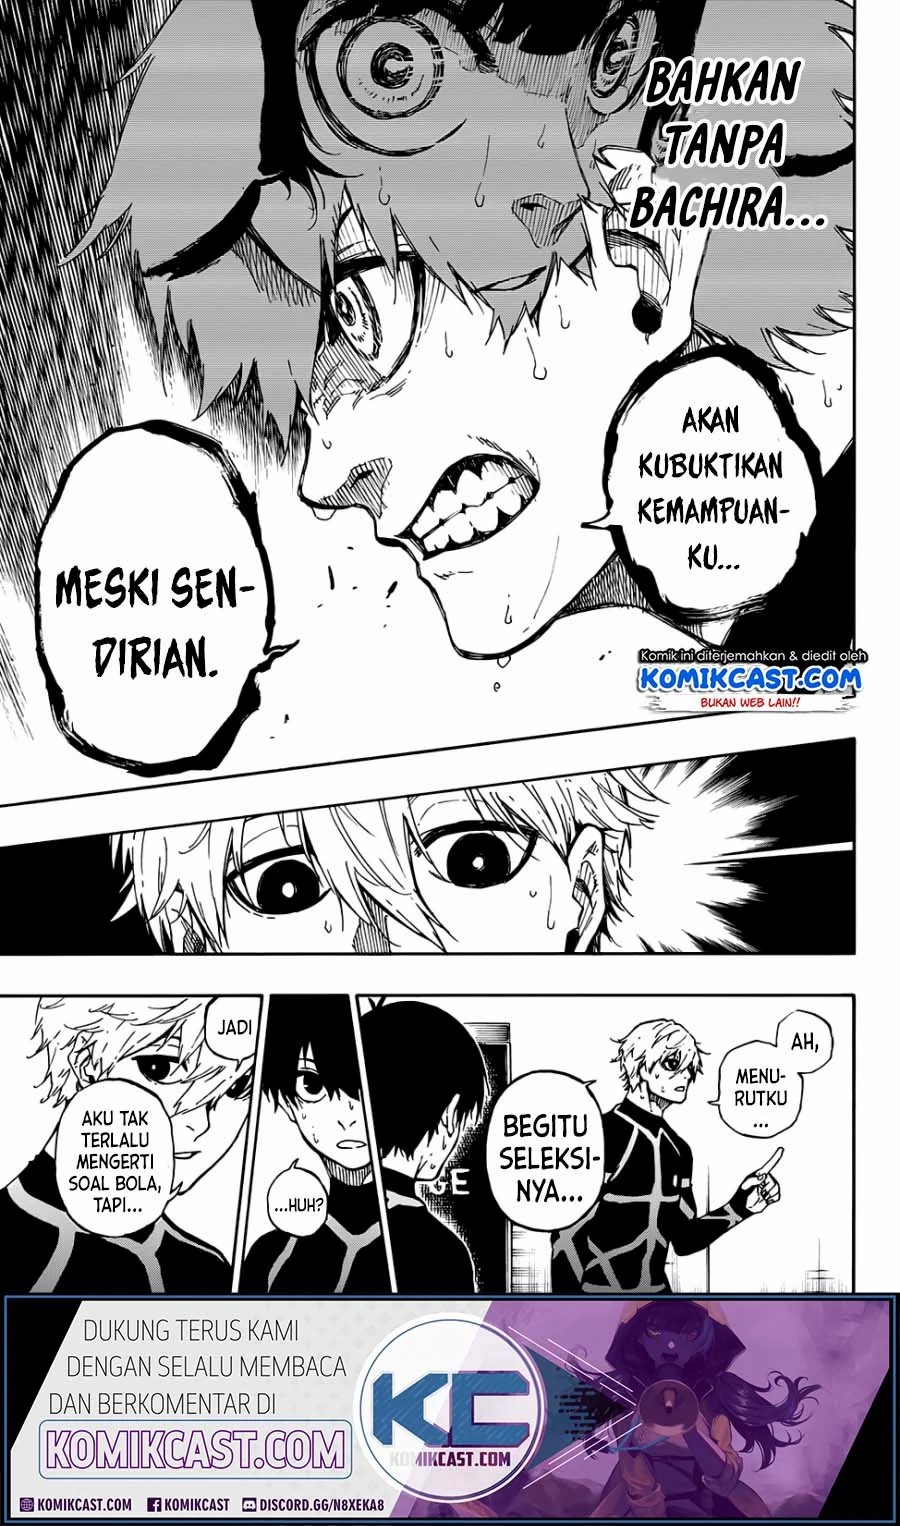 BAHKAN
TANPA
BACHIRA...
AKAN
KUBUKTIKAN
KEMAMPUAN-
KU...
MESKI SEN-
DIRIAN.
Komik ini diterjemahkan & diedit oleh
KOMIKCAST.COM
BUKAN WEB LAIN!!
AH,
MENU-
RUTKU
...
BEGITU
SELEKSI-
NYA...
GE
...HUH?
JADI
AKU TAK
TERLALU
MENGERTI
SOAL BOLA,
TAPI...
DUKUNG TERUS KAMI
DENGAN SELALU MEMBACA
DAN BERKOMENTAR DI
KOMIKCAST.COM
KC
KOMIKCAST.COM
KOMIKCAST.COM KOMIKCAST DISCORD.GG/N8XEKA8